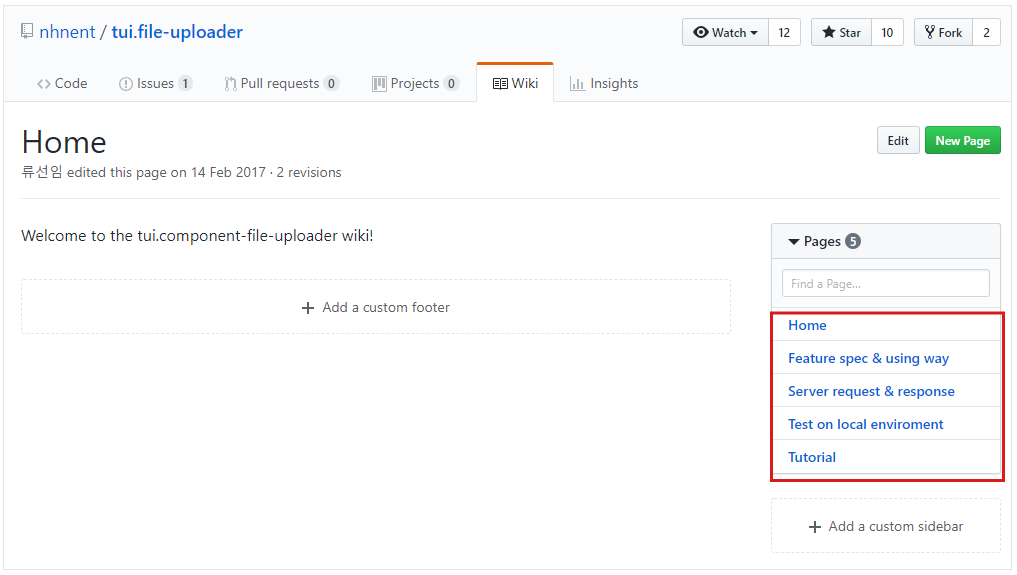 nhnent / tui.file-uploader
Watch 12
Star 10
Fork 2
Code
Issues 1
Pull requests 0
Projects 0
Wiki
Insights
Home
Edit
New Page
류선임 edited this page on 14 Feb 2017 · 2 revisions
Welcome to the tui.component-file-uploader wiki!
Add a custom footer
Pages 5
Find a Page...
Home
Feature spec & using way
Server request & response
Test on local enviroment
Tutorial
Add a custom sidebar